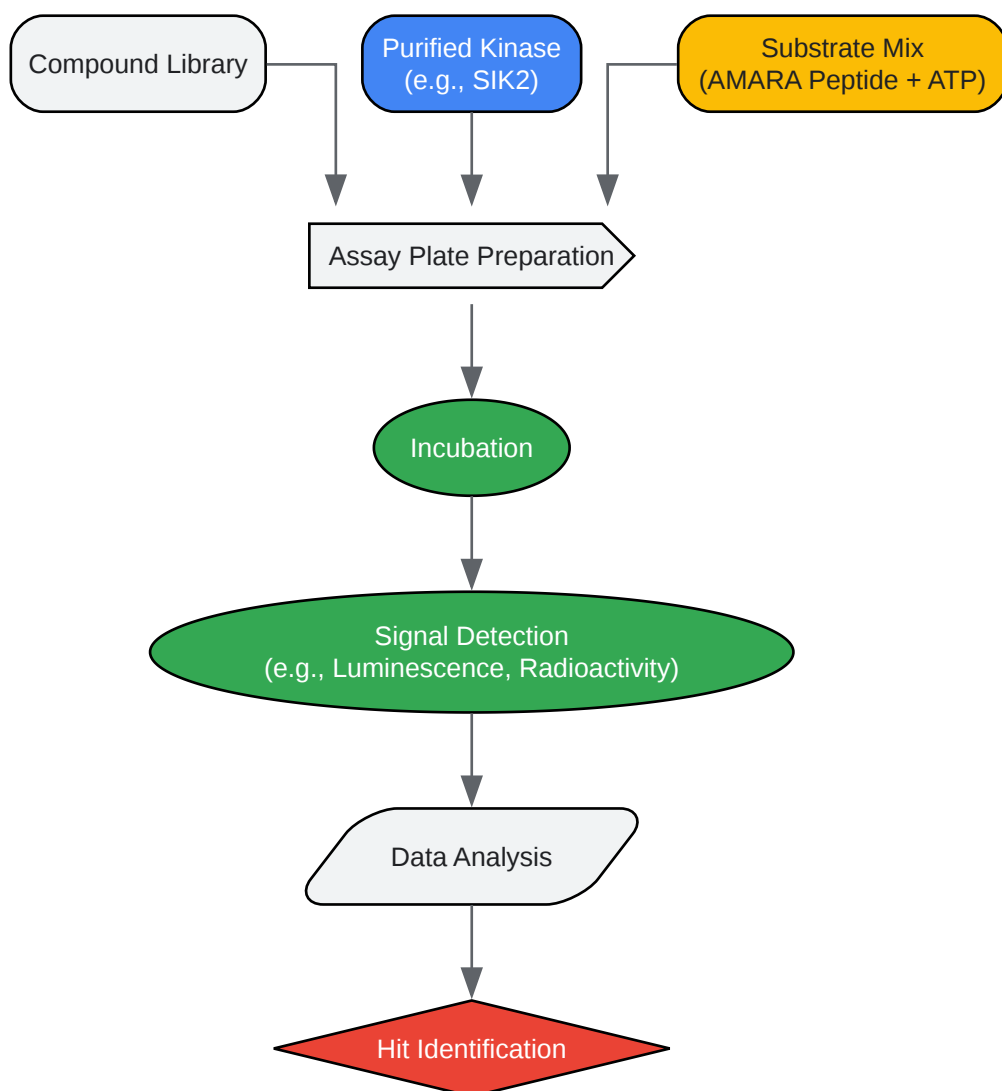 Compound Library
Purified Kinase
(e.g., SIK2)
Substrate Mix
(AMARA Peptide + ATP)
Assay Plate Preparation
Incubation
Signal Detection
(e.g., Luminescence, Radioactivity)
Data Analysis
Hit Identification